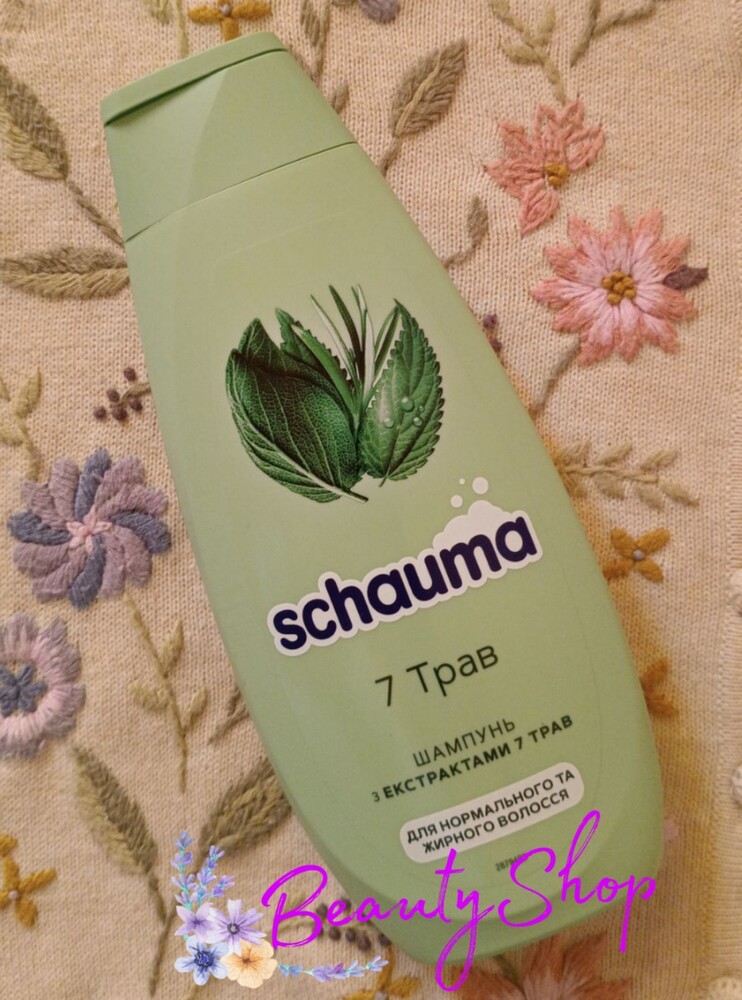 schauma
7 Трав
ШАМПУНЬ
З ЕКСТРАКТАМИ 7 ТРАВ
ДЛЯ НОРМАЛЬНОГО ТА
ЖИРНОГО ВОЛОССЯ
BeautyShop